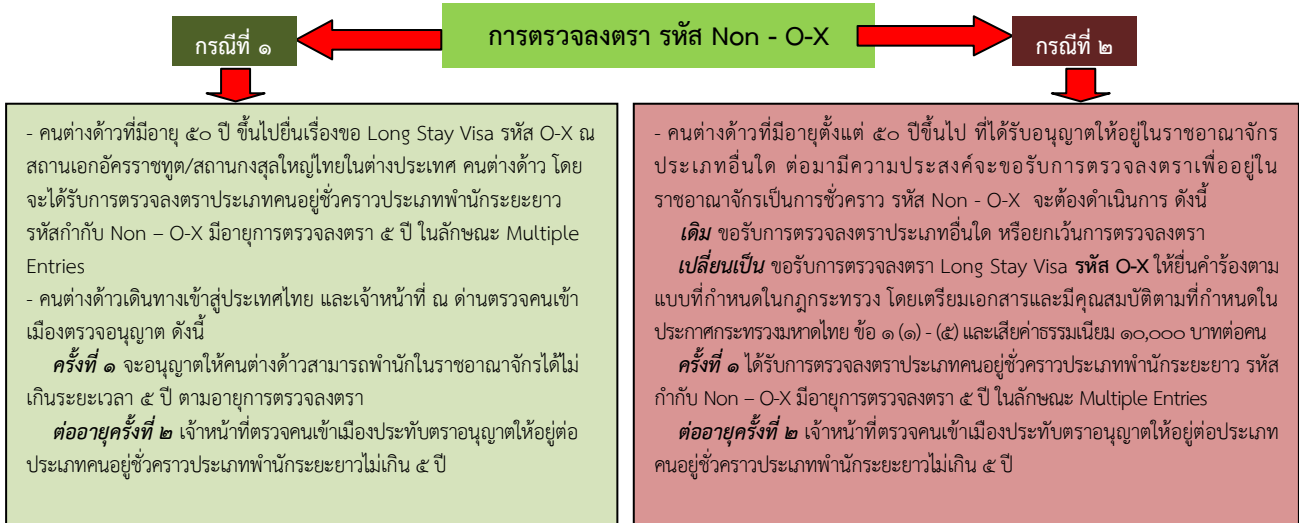 การตรวจลงตรา รหัส Non - O-X
กรณีที่ ๑
กรณีที่ ๒
- คนต่างด้าวที่มีอายุ ๕๐ ปี ขึ้นไปยื่นเรื่องขอ Long Stay Visa รหัส O-X ณ
สถานเอกอัครราชทูต/สถานกงสุลใหญ่ไทยในต่างประเทศ คนต่างด้าว โดย
จะได้รับการตรวจลงตราประเภทคนอยู่ชั่วคราวประเภทพำนักระยะยาว
รหัสกำกับ Non – O-X มีอายุการตรวจลงตรา ๕ ปี ในลักษณะ Multiple
Entries
- คนต่างด้าวเดินทางเข้าสู่ประเทศไทย และเจ้าหน้าที่ ณ ด่านตรวจคนเข้า
เมืองตรวจอนุญาต ดังนี้
ครั้งที่ ๑ จะอนุญาตให้คนต่างด้าวสามารถพำนักในราชอาณาจักรได้ไม่
เกินระยะเวลา ๕ ปี ตามอายุการตรวจลงตรา
ต่ออายุครั้งที่ ๒ เจ้าหน้าที่ตรวจคนเข้าเมืองประทับตราอนุญาตให้อยู่ต่อ
ประเภทคนอยู่ชั่วคราวประเภทพำนักระยะยาวไม่เกิน ๕ ปี
- คนต่างด้าวที่มีอายุตั้งแต่ ๕๐ ปีขึ้นไป ที่ได้รับอนุญาตให้อยู่ในราชอาณาจักร
ประเภทอื่นใด ต่อมามีความประสงค์จะขอรับการตรวจลงตราเพื่ออยู่ใน
ราชอาณาจักรเป็นการชั่วคราว รหัส Non - O-X จะต้องดำเนินการ ดังนี้
เดิม ขอรับการตรวจลงตราประเภทอื่นใด หรือยกเว้นการตรวจลงตรา
เปลี่ยนเป็น ขอรับการตรวจลงตรา Long Stay Visa รหัส O-X ให้ยื่นคำร้องตาม
แบบที่กำหนดในกฎกระทรวง โดยเตรียมเอกสารและมีคุณสมบัติตามที่กำหนดใน
ประกาศกระทรวงมหาดไทย ข้อ ๑ (๑) - (๕) และเสียค่าธรรมเนียม ๑๐,๐๐๐ บาทต่อคน
ครั้งที่ ๑ ได้รับการตรวจลงตราประเภทคนอยู่ชั่วคราวประเภทพำนักระยะยาว รหัส
กำกับ Non – O-X มีอายุการตรวจลงตรา ๕ ปี ในลักษณะ Multiple Entries
ต่ออายุครั้งที่ ๒ เจ้าหน้าที่ตรวจคนเข้าเมืองประทับตราอนุญาตให้อยู่ต่อประเภท
คนอยู่ชั่วคราวประเภทพำนักระยะยาวไม่เกิน ๕ ปี